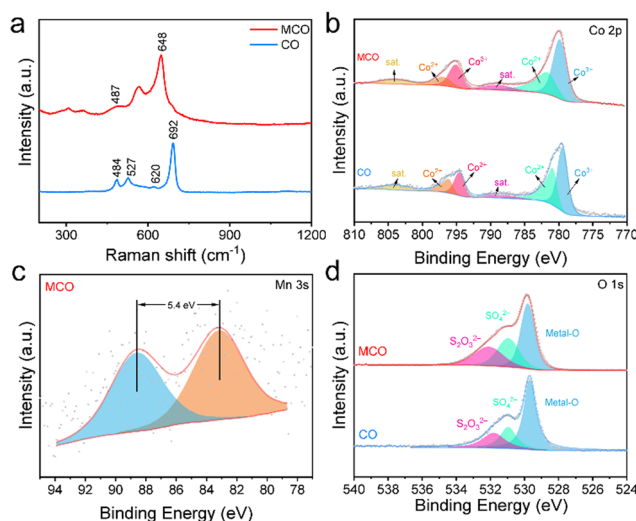 a
Intensity (a.u.)
MCO
CO
648
487
692
484
527
620
300
600
900
1200
Raman shift (cm⁻¹)
b
Intensity (a.u.)
Co 2p
MCO
sat.
Co²⁺
Co³⁺
sat.
Co²⁺
Co³⁺
CO
sat.
Co²⁺
Co³⁺
sat.
Co²⁺
Co³⁺
810 805 800 795 790 785 780 775 770
Binding Energy (eV)
c
Intensity (a.u.)
MCO
Mn 3s
5.4 eV
94 92 90 88 86 84 82 80 78
Binding Energy (eV)
d
Intensity (a.u.)
O 1s
MCO
S₂O₃²⁻
SO₄²⁻
Metal-O
CO
S₂O₃²⁻
SO₄²⁻
Metal-O
540 538 536 534 532 530 528 526 524
Binding Energy (eV)